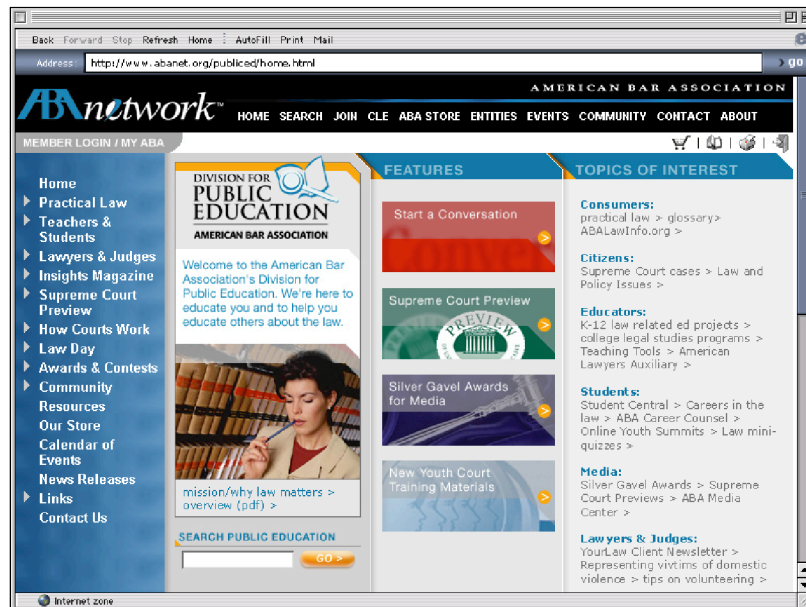 Back Forward Stop Refresh Home AutoFill Print Mail
Address: http://www.abanet.org/publiced/home.html go
AMERICAN BAR ASSOCIATION
ABAnetwork™
HOME SEARCH JOIN CLE ABA STORE ENTITIES EVENTS COMMUNITY CONTACT ABOUT
MEMBER LOGIN / MY ABA
Home
Practical Law
Teachers &
Students
Lawyers & Judges
Insights Magazine
Supreme Court
Preview
How Courts Work
Law Day
Awards & Contests
Community
Resources
Our Store
Calendar of
Events
News Releases
Links
Contact Us
DIVISION FOR
PUBLIC
EDUCATION
AMERICAN BAR ASSOCIATION
Welcome to the American Bar
Association's Division for
Public Education. We're here to
educate you and to help you
educate others about the law.
mission/why law matters >
overview (pdf) >
SEARCH PUBLIC EDUCATION
GO >
FEATURES
Start a Conversation
Conver
Supreme Court Preview
PREVIEW
Silver Gavel Awards
for Media
New Youth Court
Training Materials
TOPICS OF INTEREST
Consumers:
practical law > glossary>
ABALawInfo.org >
Citizens:
Supreme Court cases > Law and
Policy Issues >
Educators:
K-12 law related ed projects >
college legal studies programs >
Teaching Tools > American
Lawyers Auxiliary >
Students:
Student Central > Careers in the
law > ABA Career Counsel >
Online Youth Summits > Law mini-
quizzes >
Media:
Silver Gavel Awards > Supreme
Court Previews > ABA Media
Center >
Lawyers & Judges:
YourLaw Client Newsletter >
Representing vivtims of domestic
violence > tips on volunteering >
Internet zone